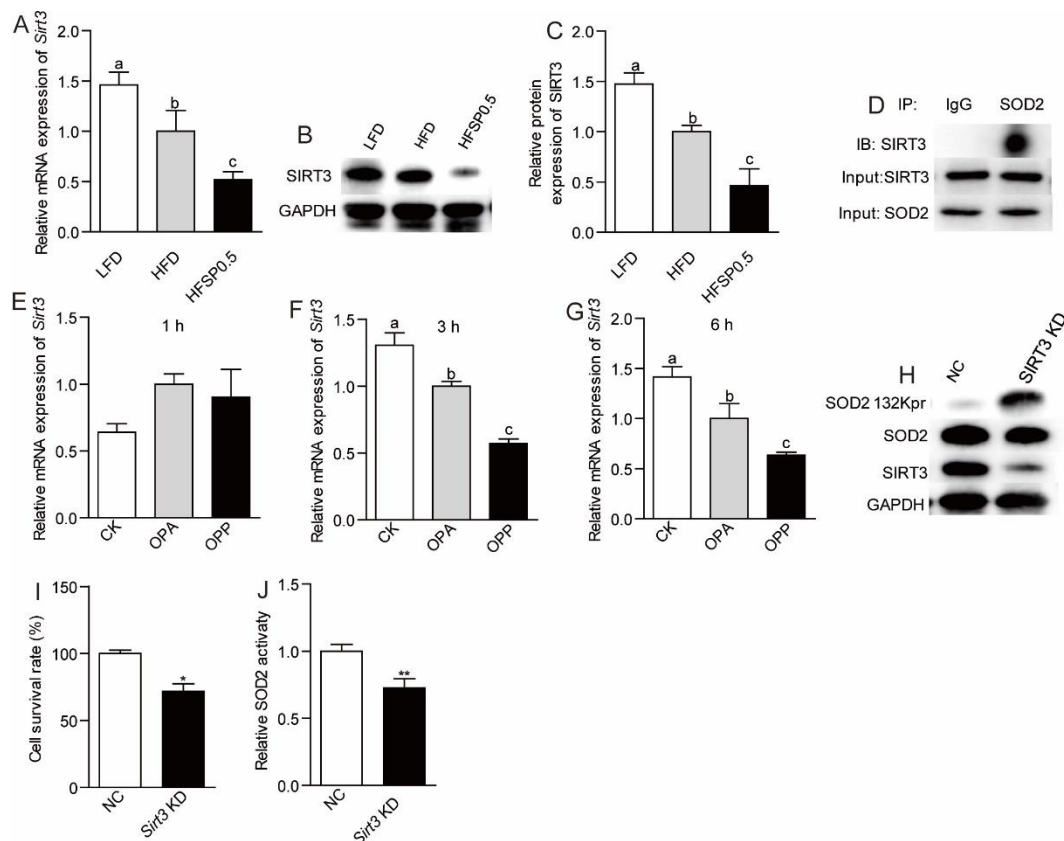 A
Relative mRNA expression of Sirt3
2.0
1.5
1.0
0.5
0.0
a
b
c
LFD
HFD
HFSP0.5
B
LFD
HFD
HFSP0.5
SIRT3
GAPDH
C
Relative protein
expression of SIRT3
2.0
1.5
1.0
0.5
0.0
a
b
c
LFD
HFD
HFSP0.5
D
IP:
IgG
SOD2
IB: SIRT3
Input:SIRT3
Input: SOD2
E
Relative mRNA expression of Sirt3
1 h
1.5
1.0
0.5
0.0
CK
OPA
OPP
F
Relative mRNA expression of Sirt3
3 h
1.5
1.0
0.5
0.0
a
b
c
CK
OPA
OPP
G
Relative mRNA expression of Sirt3
6 h
2.0
1.5
1.0
0.5
0.0
a
b
c
CK
OPA
OPP
H
NC
SIRT3 KD
SOD2 132Kpr
SOD2
SIRT3
GAPDH
I
Cell survival rate (%)
150
100
50
0
*
NC
Sirt3 KD
J
Relative SOD2 activaty
1.5
1.0
0.5
0.0
**
NC
Sirt3 KD